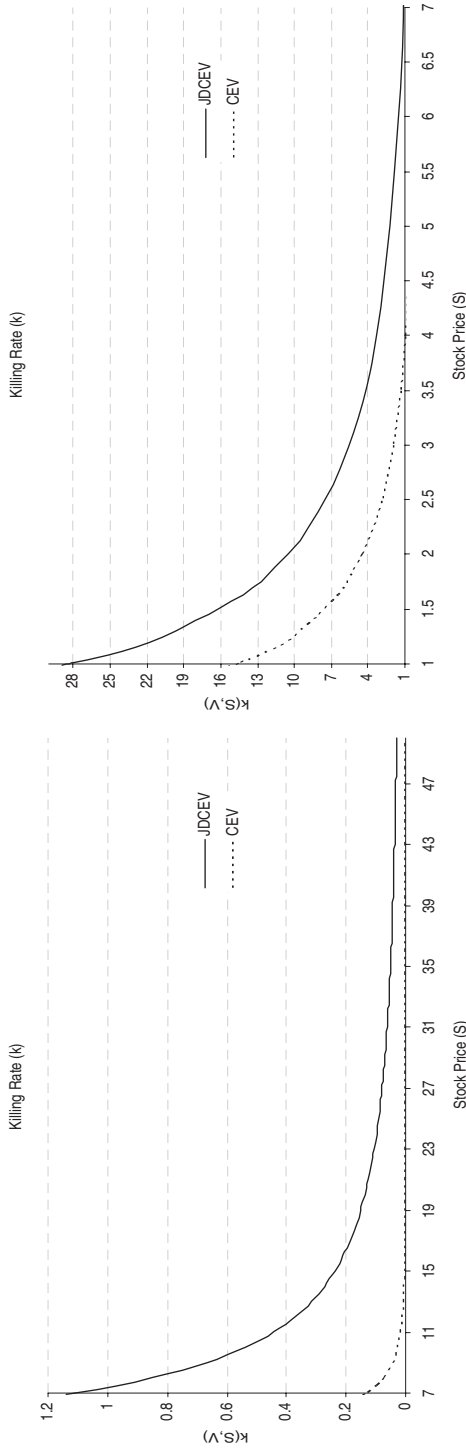 Killing Rate (k)
k(S,V)
1.2
1
0.8
0.6
0.4
0.2
0
JDCEV
CEV
7 11 15 19 23 27 31 35 39 43 47
Stock Price (S)
Killing Rate (k)
k(S,V)
28
25
22
19
16
13
10
7
4
1
JDCEV
CEV
1 1.5 2 2.5 3 3.5 4 4.5 5 5.5 6 6.5 7
Stock Price (S)